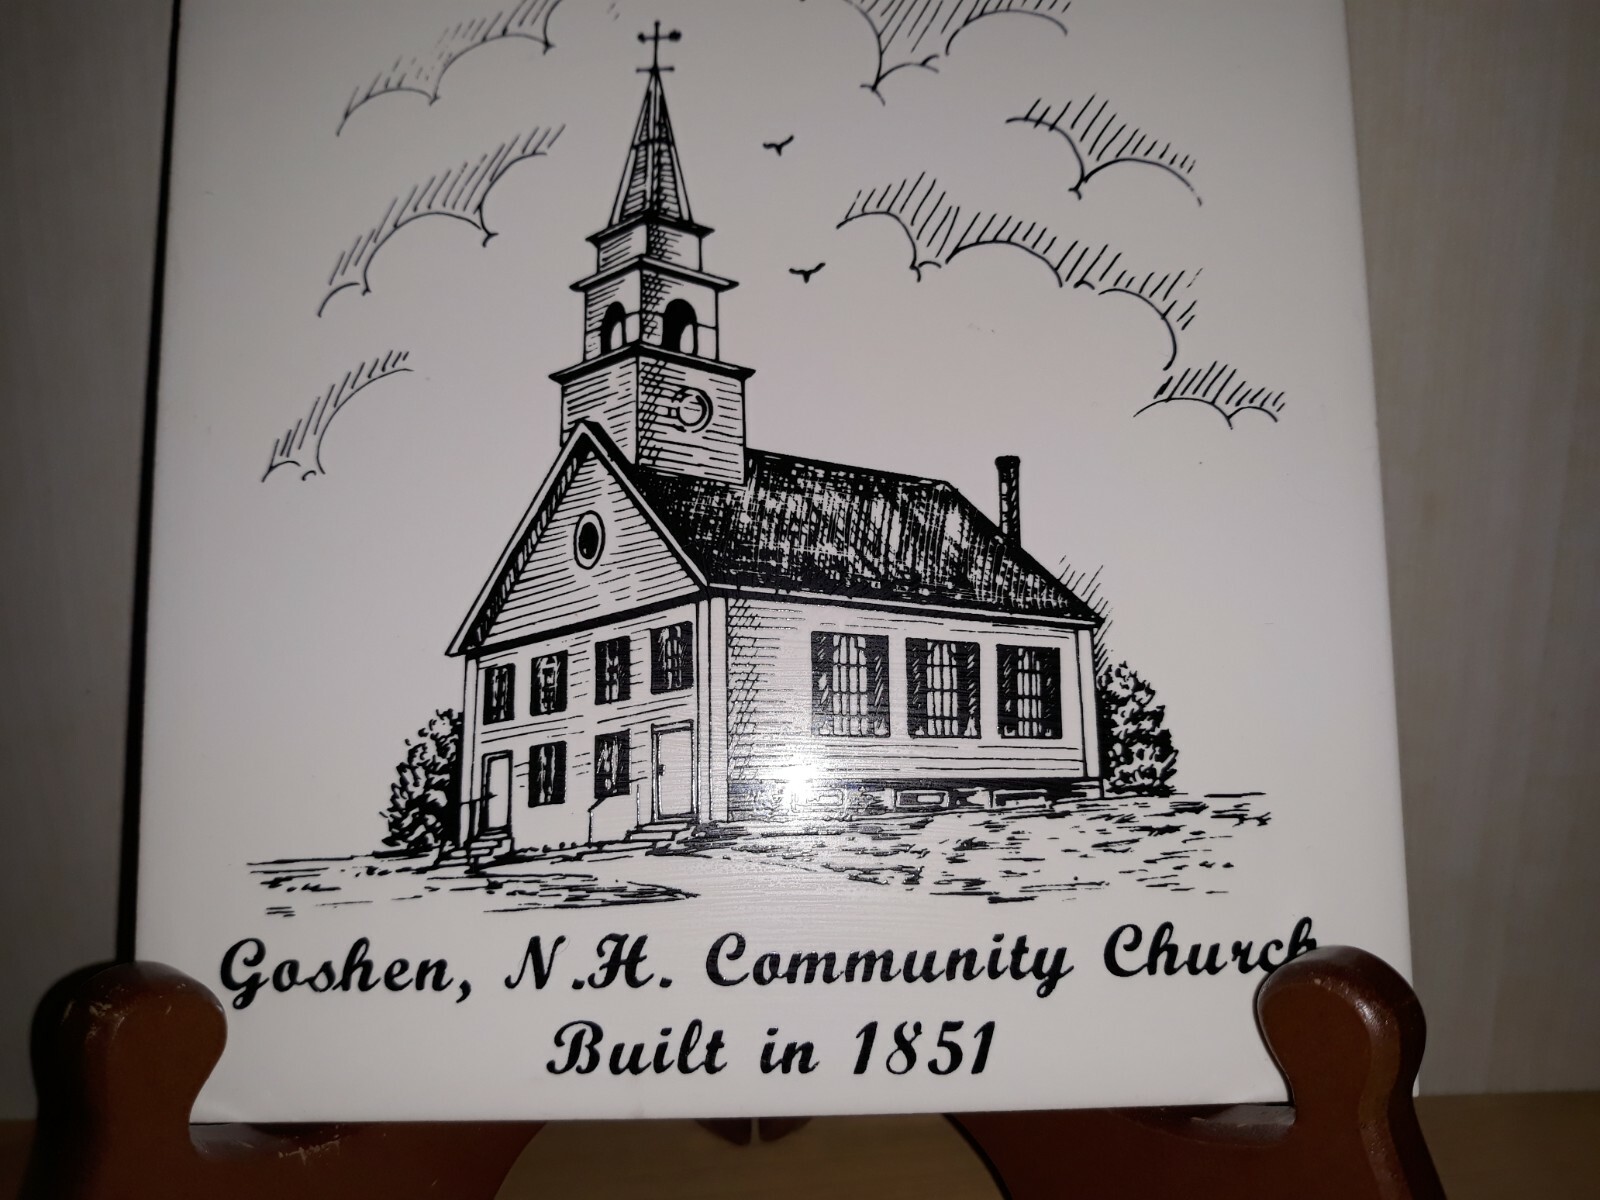 Goshen, N.H. Community Church
Built in 1851